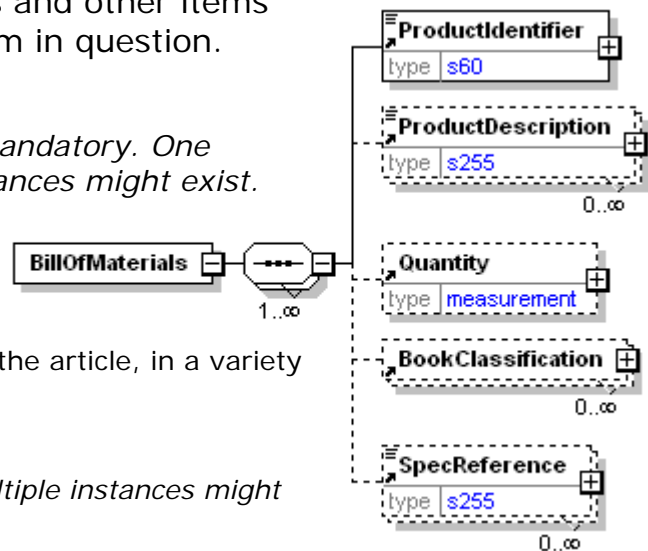 s and other items
m in question.
andatory. One
ances might exist.
the article, in a variety
ltiple instances might
BillOfMaterials
1..∞
ProductIdentifier
type s60
ProductDescription
type s255
0..∞
Quantity
type measurement
BookClassification
0..∞
SpecReference
type s255
0..∞